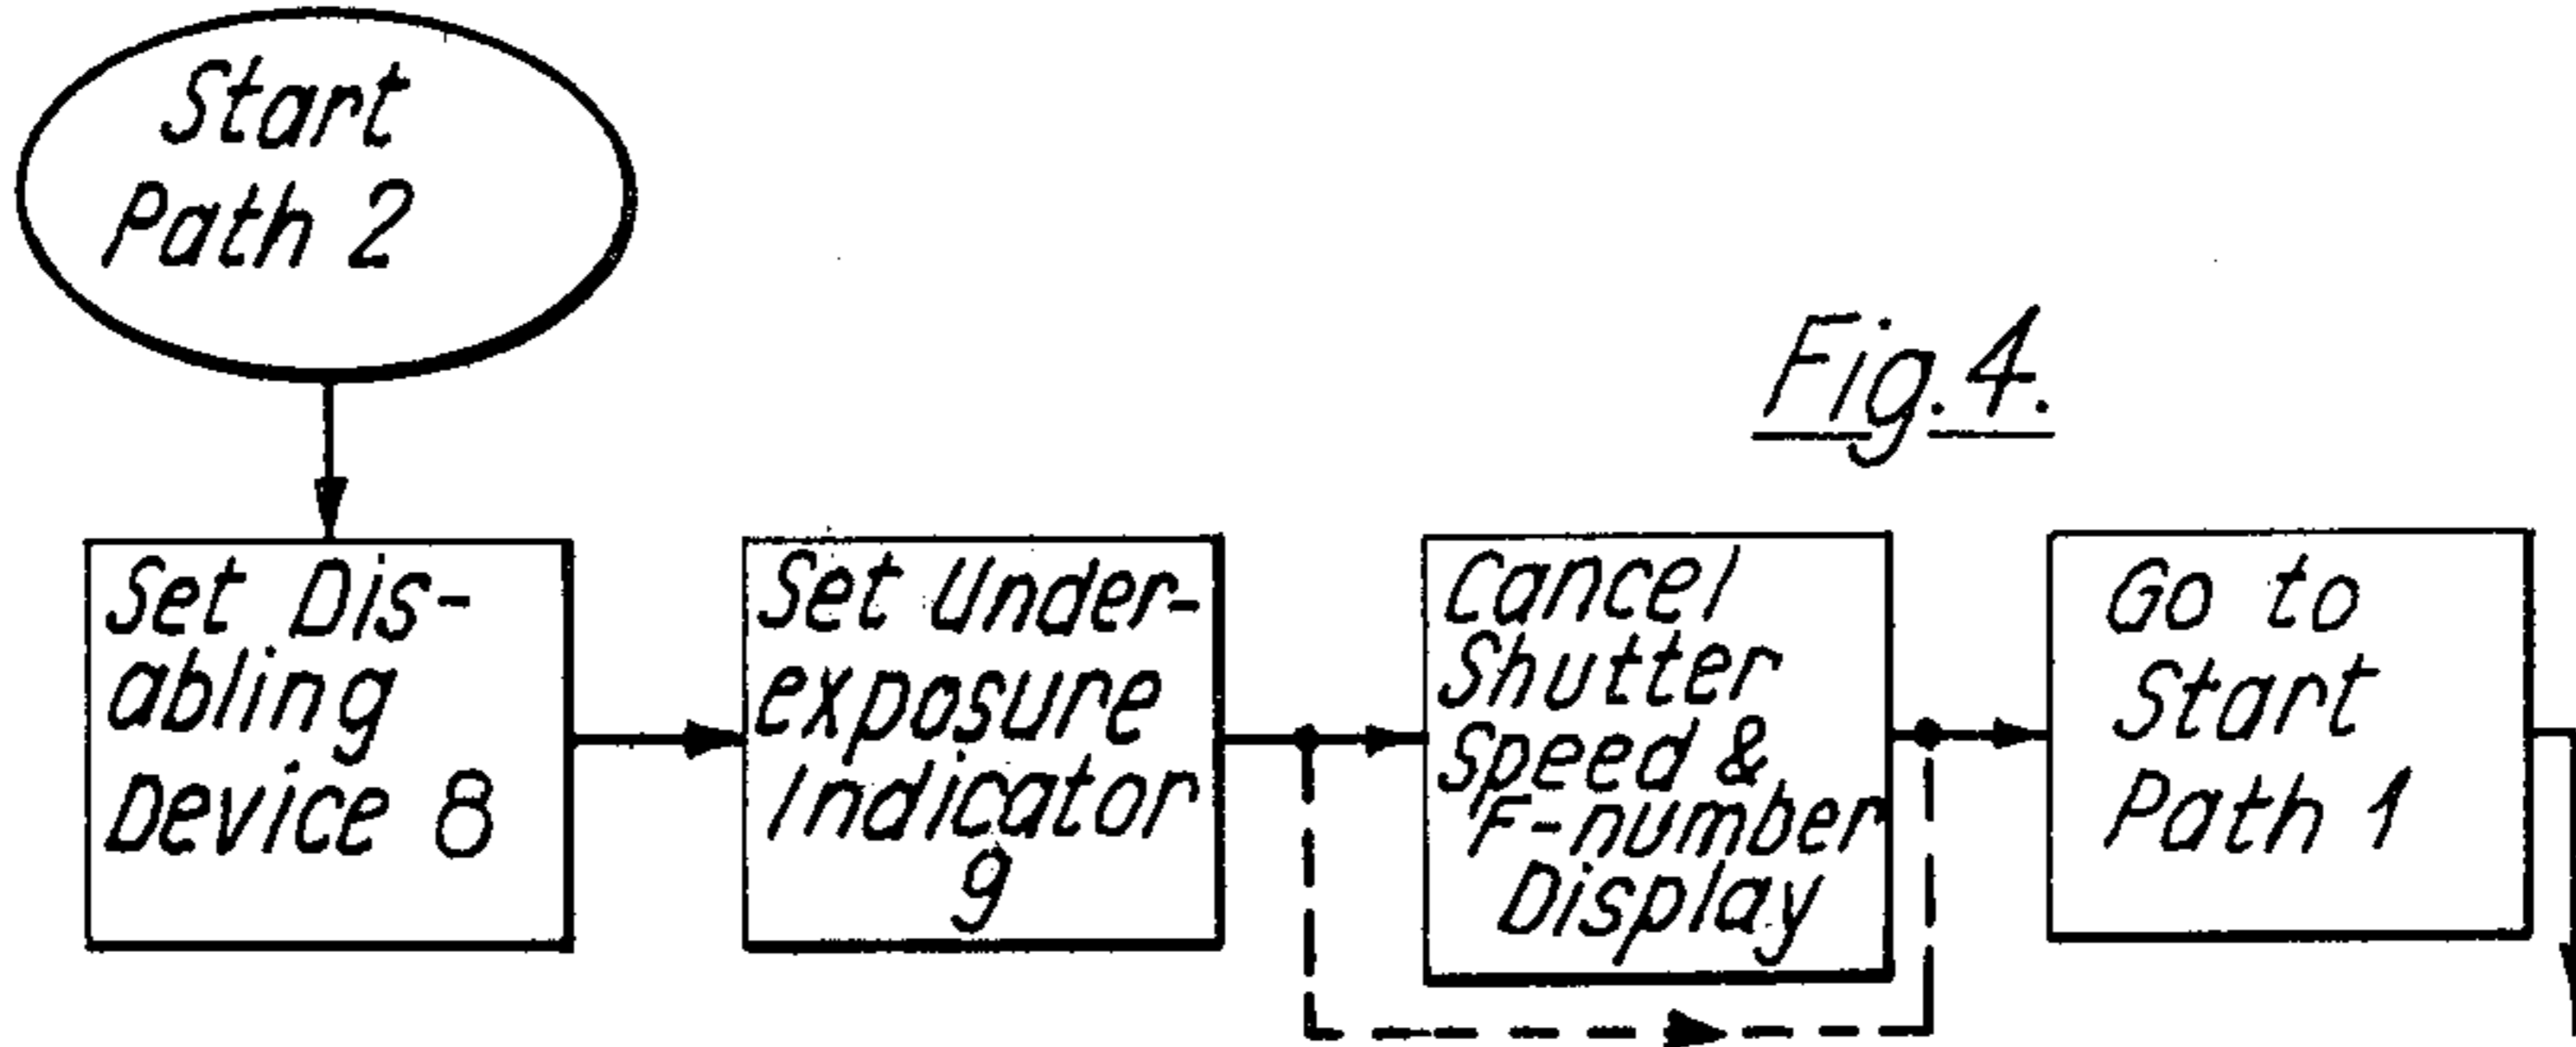 Start
Path 2
Fig. 4.
Set Dis-
abling
Device 8
Set Under-
exposure
Indicator
9
Cancel
Shutter
Speed &
F-number
Display
Go to
Start
Path 1